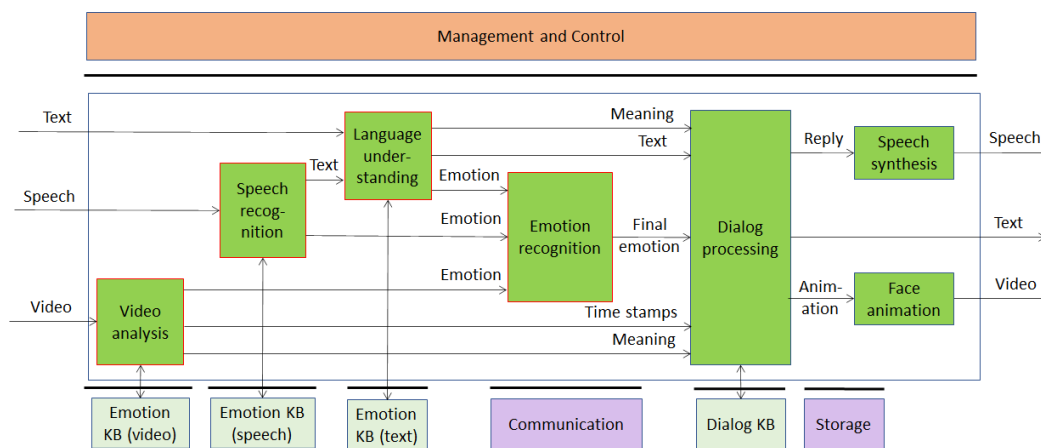 Management and Control
Text
Language
under-
standing
Meaning
Text
Dialog
processing
Reply
Speech
synthesis
Speech
Speech
Speech
recog-
nition
Text
Emotion
Emotion
Emotion
Emotion
recognition
Final
emotion
Text
Video
Video
analysis
Time stamps
Meaning
Anim-
ation
Face
animation
Video
Emotion
KB (video)
Emotion KB
(speech)
Emotion
KB (text)
Communication
Dialog KB
Storage